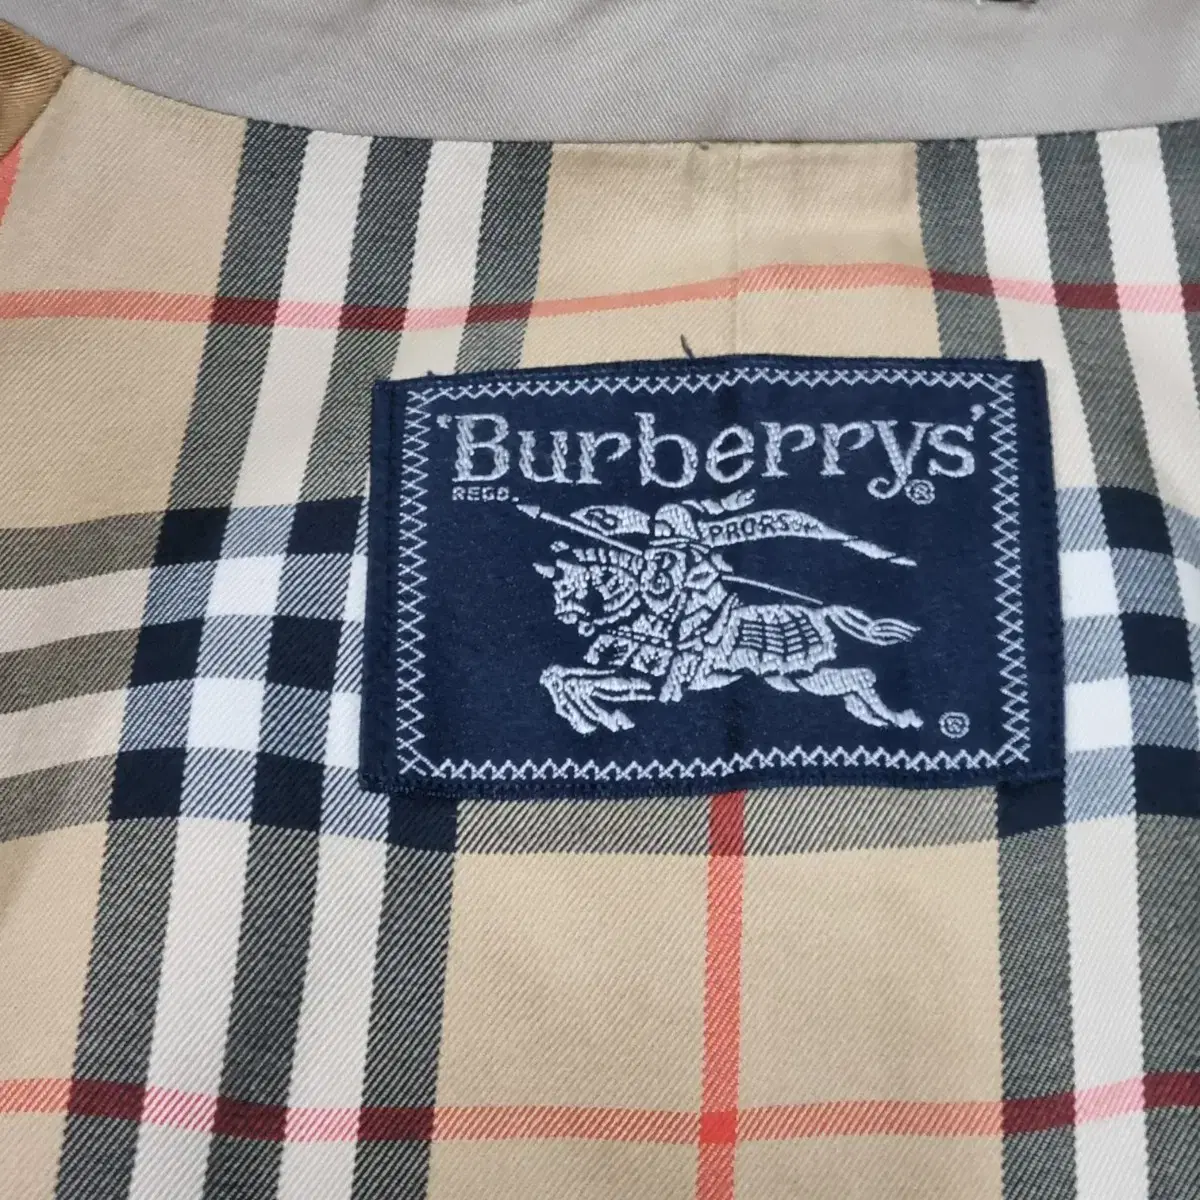 'Burberrys'
REGD. ®
B PRORSUM
B
®